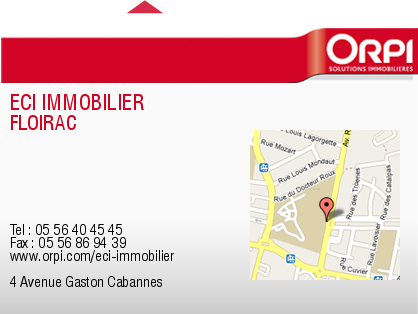 ORPI
SOLUTIONS IMMOBILIÈRES
ECI IMMOBILIER
FLOIRAC
Tel : 05 56 40 45 45
Fax : 05 56 86 94 39
www.orpi.com/eci-immobilier
4 Avenue Gaston Cabannes
Louis Lagorgette
Av. R
Rue Mozart
Rue Louis Mondaut
Rue du Docteur Roux
Rue des Troenes
Rue des Catalpas
Rue Lavoisier
Rue Cuvier